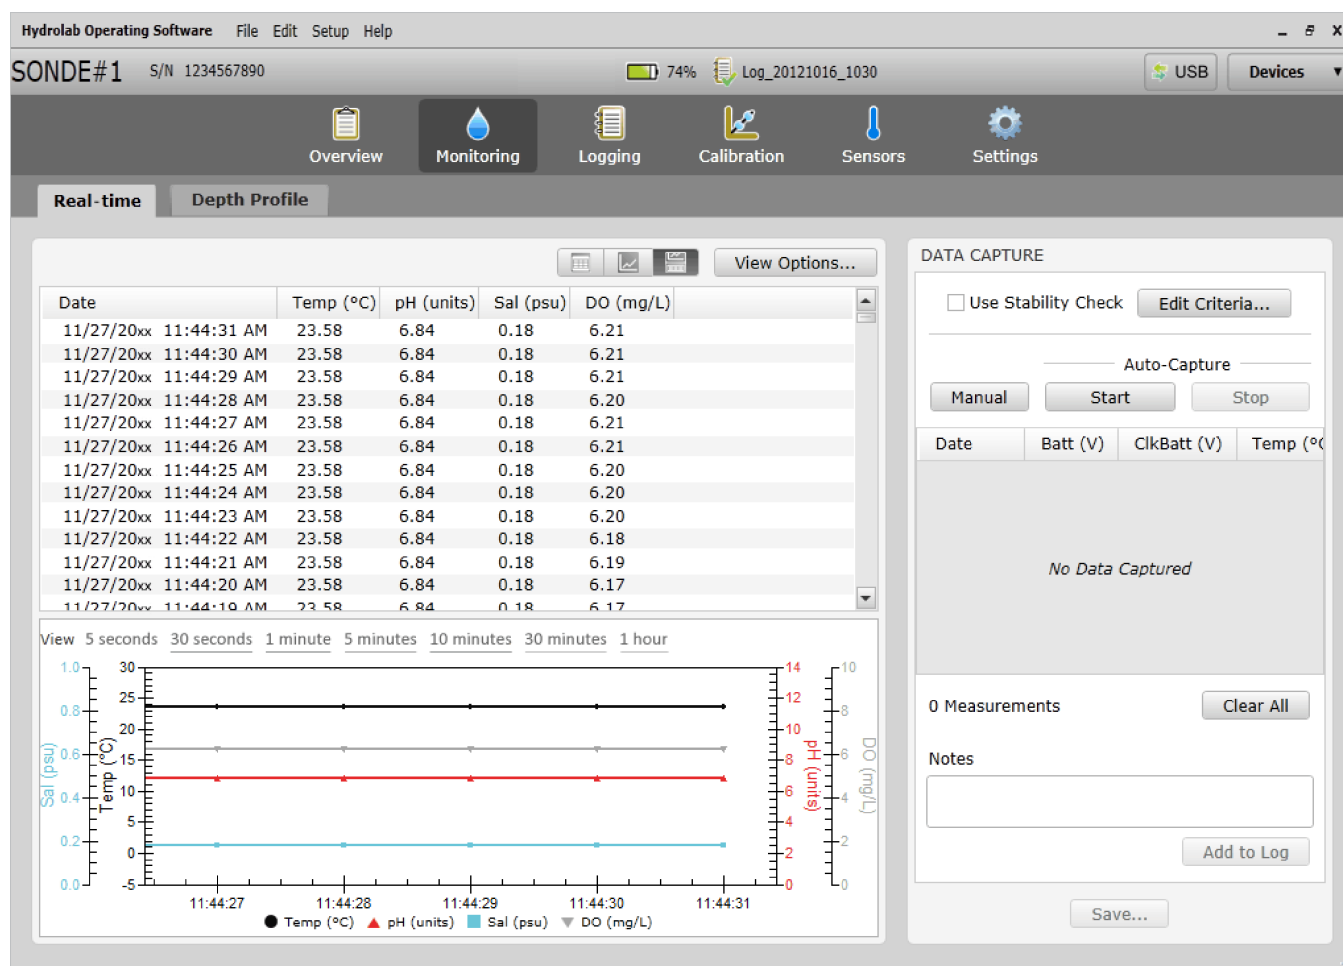 Hydrolab Operating Software File Edit Setup Help
SONDE#1 S/N 1234567890 74% Log_20121016_1030 USB Devices
Overview Monitoring Logging Calibration Sensors Settings
Real-time Depth Profile
View Options...
Date Temp (°C) pH (units) Sal (psu) DO (mg/L)
11/27/20xx 11:44:31 AM 23.58 6.84 0.18 6.21
11/27/20xx 11:44:30 AM 23.58 6.84 0.18 6.21
11/27/20xx 11:44:29 AM 23.58 6.84 0.18 6.21
11/27/20xx 11:44:28 AM 23.58 6.84 0.18 6.20
11/27/20xx 11:44:27 AM 23.58 6.84 0.18 6.21
11/27/20xx 11:44:26 AM 23.58 6.84 0.18 6.21
11/27/20xx 11:44:25 AM 23.58 6.84 0.18 6.20
11/27/20xx 11:44:24 AM 23.58 6.84 0.18 6.20
11/27/20xx 11:44:23 AM 23.58 6.84 0.18 6.20
11/27/20xx 11:44:22 AM 23.58 6.84 0.18 6.18
11/27/20xx 11:44:21 AM 23.58 6.84 0.18 6.19
11/27/20xx 11:44:20 AM 23.58 6.84 0.18 6.17
11/27/20xx 11:44:19 AM 23.58 6.84 0.18 6.17
View 5 seconds 30 seconds 1 minute 5 minutes 10 minutes 30 minutes 1 hour
Sal (psu)
1.0
0.8
0.6
0.4
0.2
0.0
Temp (°C)
30
25
20
15
10
5
0
-5
14
12
10
8
6
4
2
0
pH (units)
10
8
6
4
2
0
DO (mg/L)
11:44:27 11:44:28 11:44:29 11:44:30 11:44:31
Temp (°C) pH (units) Sal (psu) DO (mg/L)
DATA CAPTURE
Use Stability Check Edit Criteria...
Auto-Capture
Manual Start Stop
Date Batt (V) ClkBatt (V) Temp (°C
No Data Captured
0 Measurements Clear All
Notes
Add to Log
Save...